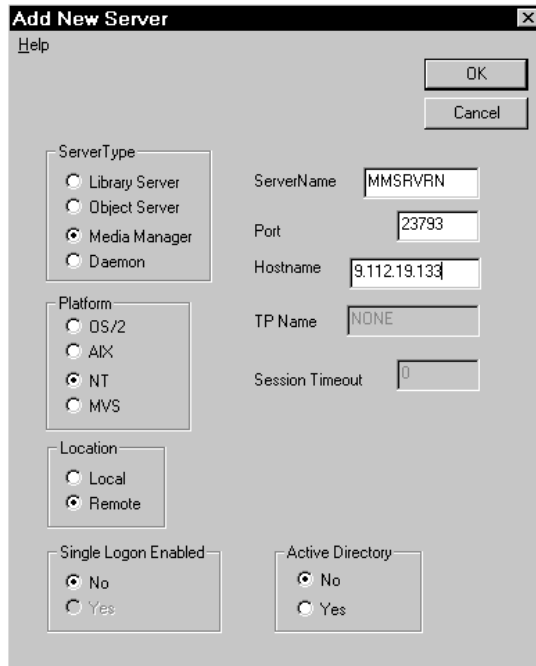 Add New Server
Help
OK
Cancel
ServerType
Library Server
Object Server
Media Manager
Daemon
ServerName MMSRVRN
Port 23793
Hostname 9.112.19.133
TP Name NONE
Session Timeout 0
Platform
OS/2
AIX
NT
MVS
Location
Local
Remote
Single Logon Enabled
No
Yes
Active Directory
No
Yes